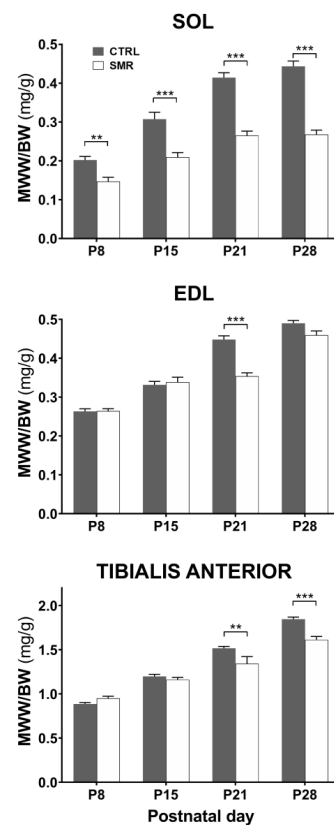 SOL
0.5
CTRL
SMR
***
***
***
**
0.4
0.3
0.2
0.1
0.0
MWW/BW (mg/g)
P8 P15 P21 P28
EDL
0.5
***
0.4
0.3
0.2
0.1
0.0
MWW/BW (mg/g)
P8 P15 P21 P28
TIBIALIS ANTERIOR
2.0
***
**
1.5
1.0
0.5
0.0
MWW/BW (mg/g)
P8 P15 P21 P28
Postnatal day